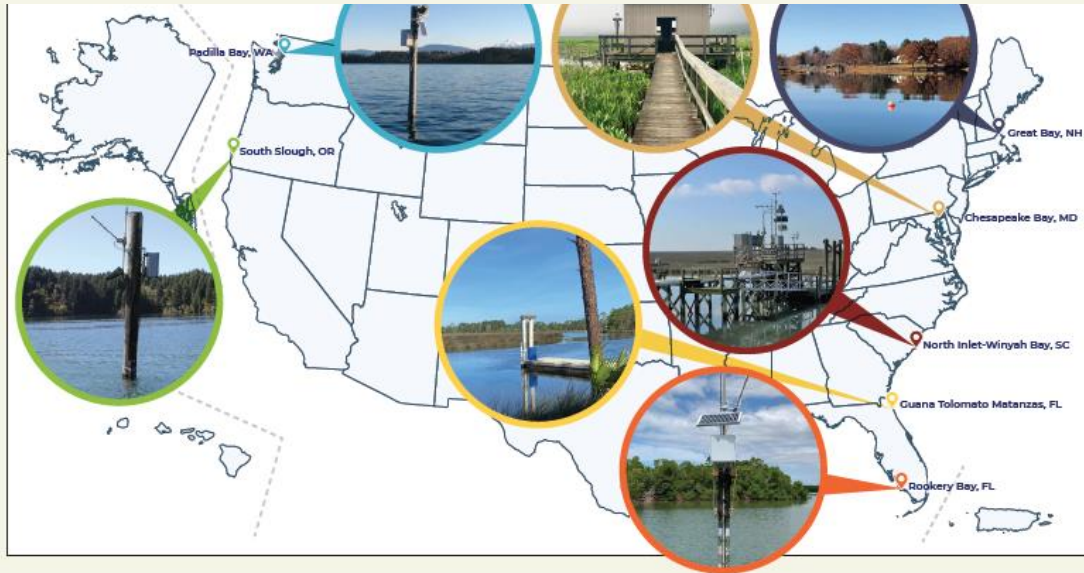 Padilla Bay, WA
Great Bay, NH
South Slough, OR
Chesapeake Bay, MD
North Inlet-Winyah Bay, SC
Guana Tolomato Matanzas, FL
Rookery Bay, FL